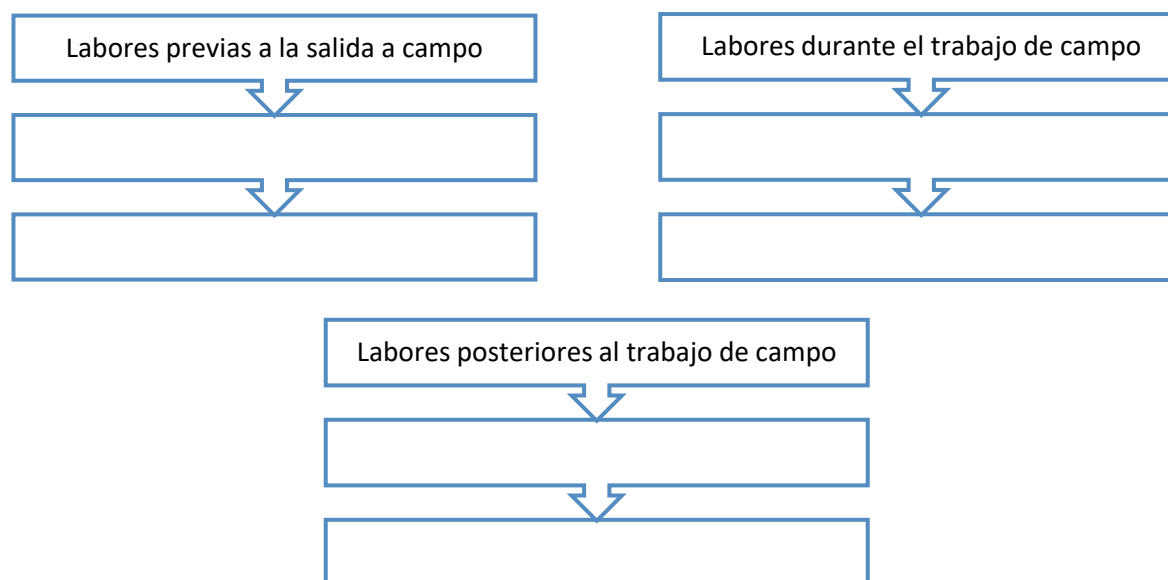 Labores previas a la salida a campo
Labores durante el trabajo de campo
Labores posteriores al trabajo de campo